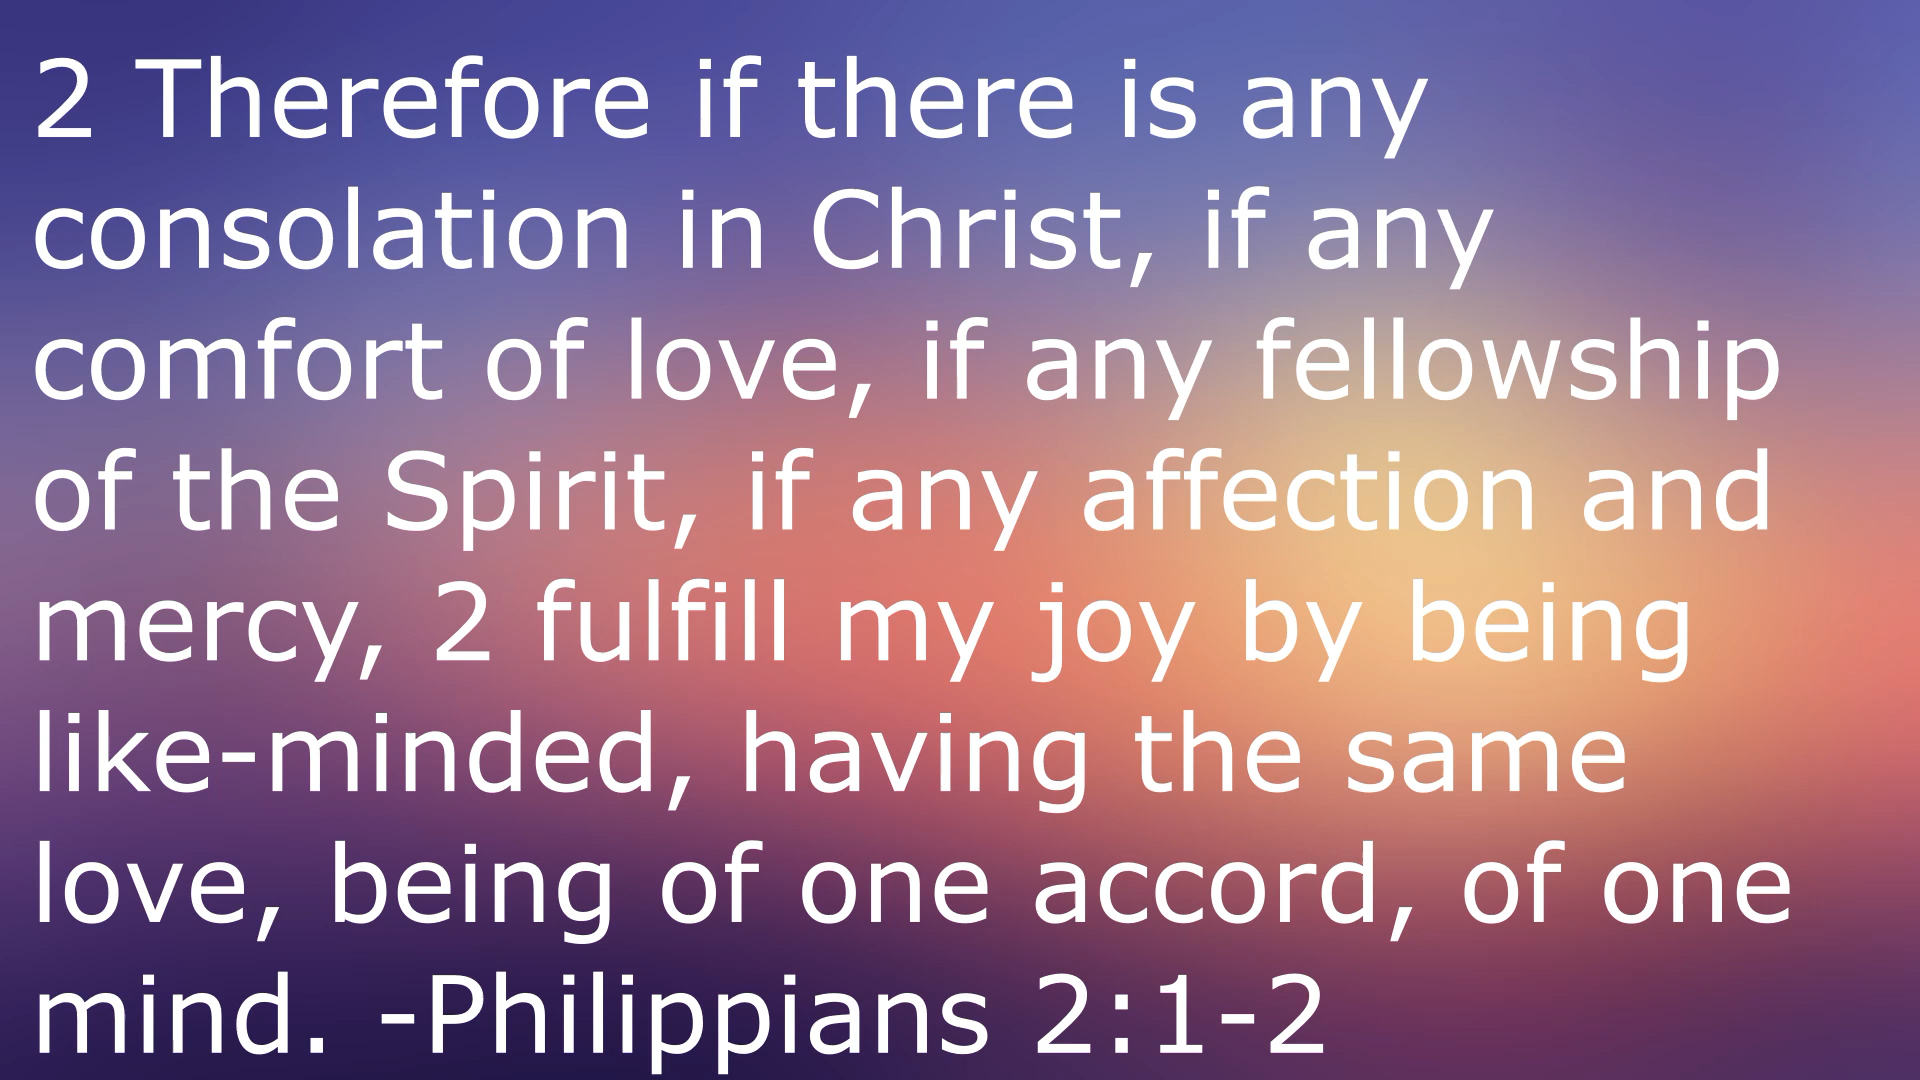 2 Therefore if there is any
consolation in Christ, if any
comfort of love, if any fellowship
of the Spirit, if any affection and
mercy, 2 fulfill my joy by being
like-minded, having the same
love, being of one accord, of one
mind. -Philippians 2:1-2